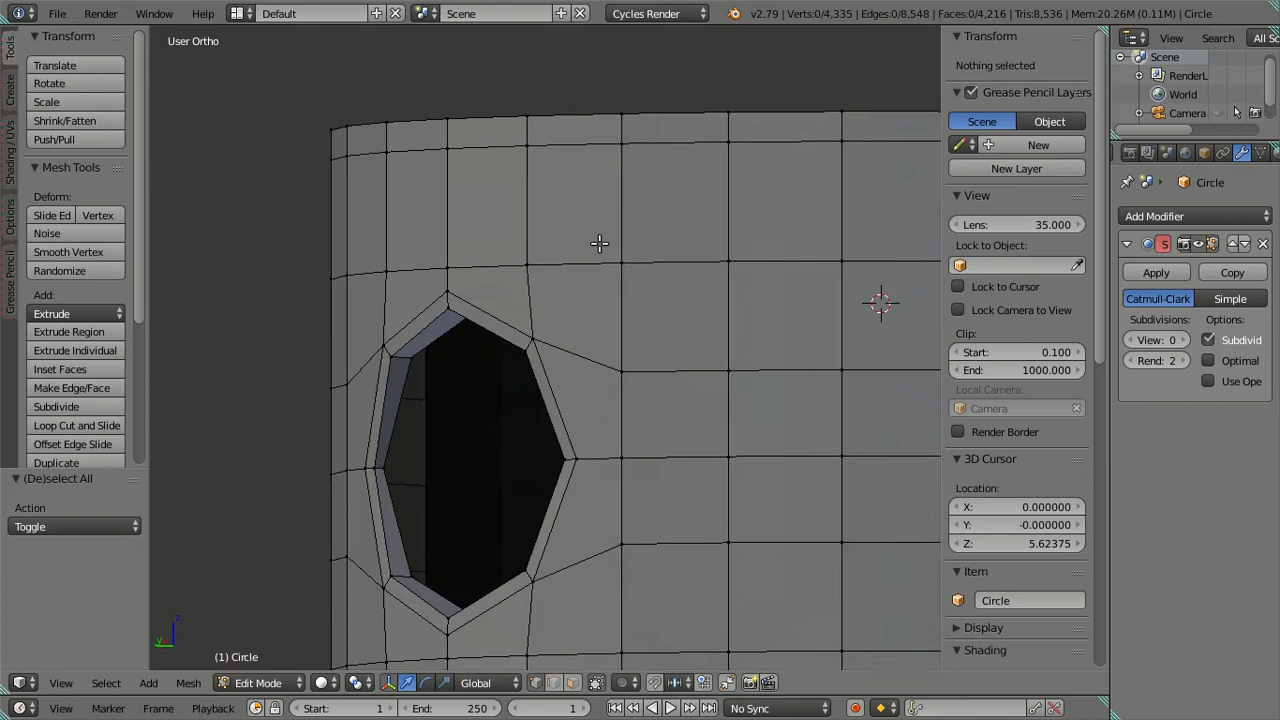 File Render Window Help Default Scene Cycles Render v2.79 | Verts:0/4,335 | Edges:0/8,548 | Faces:0/4,216 | Tris:8,536 | Mem:20.26M (0.11M) | Circle
Tools
Create
Shading / UVs
Options
Grease Pencil
Transform
Translate
Rotate
Scale
Shrink/Fatten
Push/Pull
Mesh Tools
Deform:
Slide Ed Vertex
Noise
Smooth Vertex
Randomize
Add:
Extrude
Extrude Region
Extrude Individual
Inset Faces
Make Edge/Face
Subdivide
Loop Cut and Slide
Offset Edge Slide
Duplicate
(De)select All
Action
Toggle
User Ortho
z
y
(1) Circle
Transform
Nothing selected
Grease Pencil Layers
Scene Object
New
New Layer
View
Lens: 35.000
Lock to Object:
Lock to Cursor
Lock Camera to View
Clip:
Start: 0.100
End: 1000.000
Local Camera:
Camera
Render Border
3D Cursor
Location:
X: 0.000000
Y: -0.000000
Z: 5.62375
Item
Circle
Display
Shading
View Search All Sc
Scene
RenderL
World
Camera
Circle
Add Modifier
S
Apply Copy
Catmull-Clark Simple
Subdivisions: Options:
View: 0 Subdivid
Rend: 2 Optimal
Use Ope
View Select Add Mesh Edit Mode Global
View Marker Frame Playback Start: 1 End: 250 1 No Sync